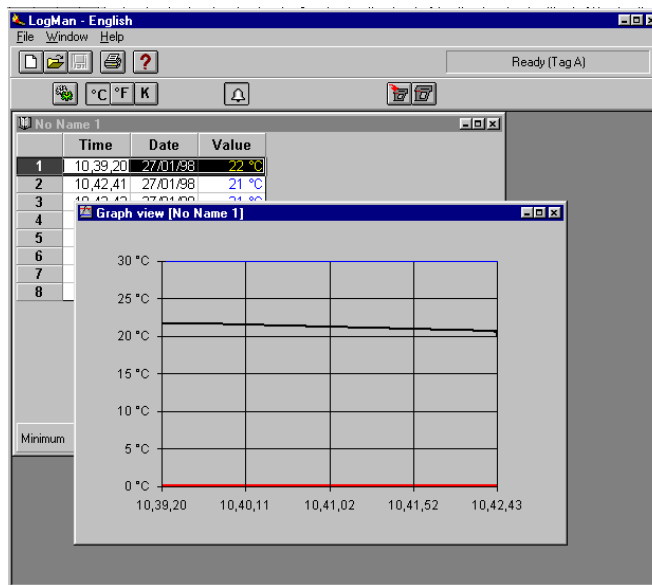 LogMan - English
File Window Help
Ready (Tag A)
°C °F K
No Name 1
Time Date Value
1 10,39,20 27/01/98 22 °C
2 10,42,41 27/01/98 21 °C
3
4
5
6
7
8
Graph view [No Name 1]
30 °C
25 °C
20 °C
15 °C
10 °C
5 °C
0 °C
10,39,20 10,40,11 10,41,02 10,41,52 10,42,43
Minimum